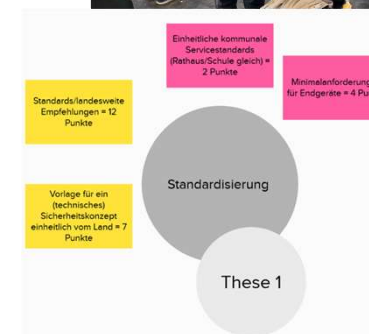 Einheitliche kommunale
Servicestandards
(Rathaus/Schule gleich) =
2 Punkte
Minimalanforderung
für Endgeräte = 4 Pu
Standards/landesweite
Empfehlungen = 12
Punkte
Standardisierung
Vorlage für ein
(technisches)
Sicherheitskonzept
einheitlich vom Land = 7
Punkte
These 1